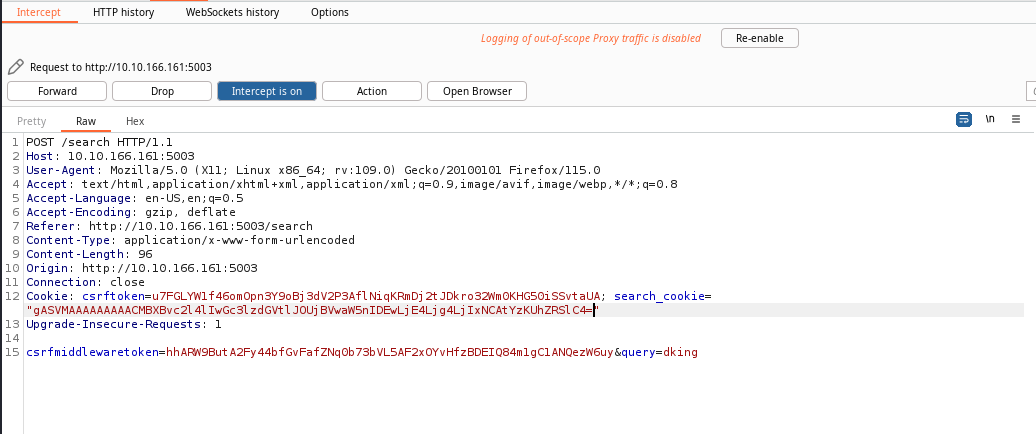 Intercept HTTP history WebSockets history Options
Logging of out-of-scope Proxy traffic is disabled Re-enable
Request to http://10.10.166.161:5003
Forward Drop Intercept is on Action Open Browser
Pretty Raw Hex \n
1 POST /search HTTP/1.1
2 Host: 10.10.166.161:5003
3 User-Agent: Mozilla/5.0 (X11; Linux x86_64; rv:109.0) Gecko/20100101 Firefox/115.0
4 Accept: text/html,application/xhtml+xml,application/xml;q=0.9,image/avif,image/webp,*/*;q=0.8
5 Accept-Language: en-US,en;q=0.5
6 Accept-Encoding: gzip, deflate
7 Referer: http://10.10.166.161:5003/search
8 Content-Type: application/x-www-form-urlencoded
9 Content-Length: 96
10 Origin: http://10.10.166.161:5003
11 Connection: close
12 Cookie: csrftoken=u7FGLYW1f46omOpn3Y9oBj3dV2P3AflNiqKRmDj2tJDkro32Wm0KHG50iSSvtaUA; search_cookie=
"gASVMAAAAAAAAACMBXBvc2l4lIwGc3lzdGVtlJOUjBVwaW5nIDEwLjE4Ljg4LjIxNCAtYzKUhZRSlC4="
13 Upgrade-Insecure-Requests: 1
14
15 csrfmiddlewaretoken=hhARW9ButA2Fy44bfGvFafZNq0b73bVL5AF2xOYvHfzBDEIQ84m1gClANQezW6uy&query=dking